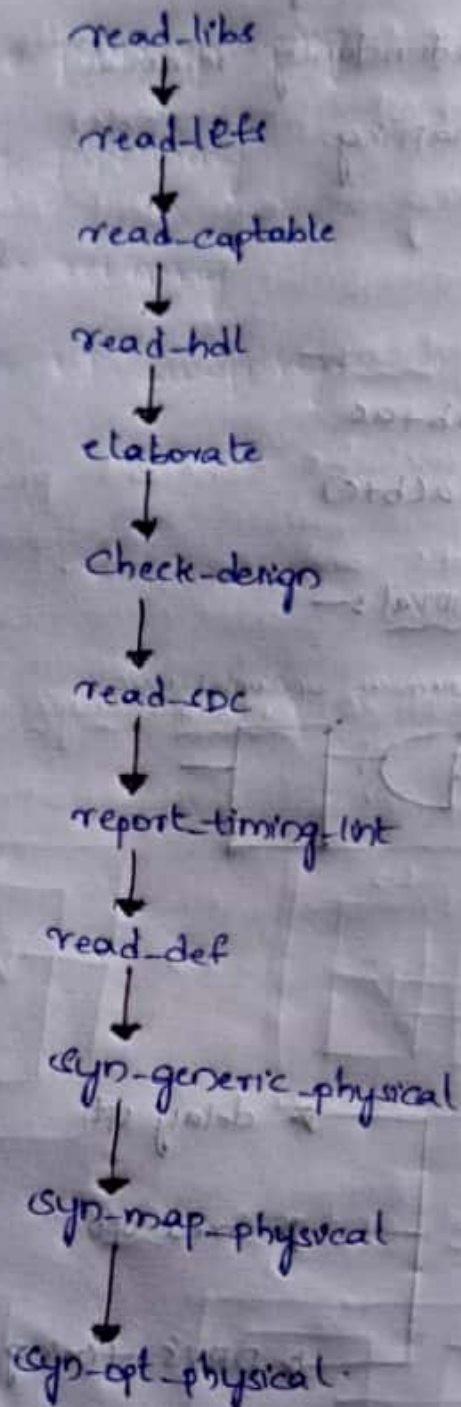 read-libs
read-lefs
read-captable
read-hdl
elaborate
Check-design
read-SDC
report-timing-lint
read-def
syn-generic-physical
syn-map-physical
syn-opt-physical.